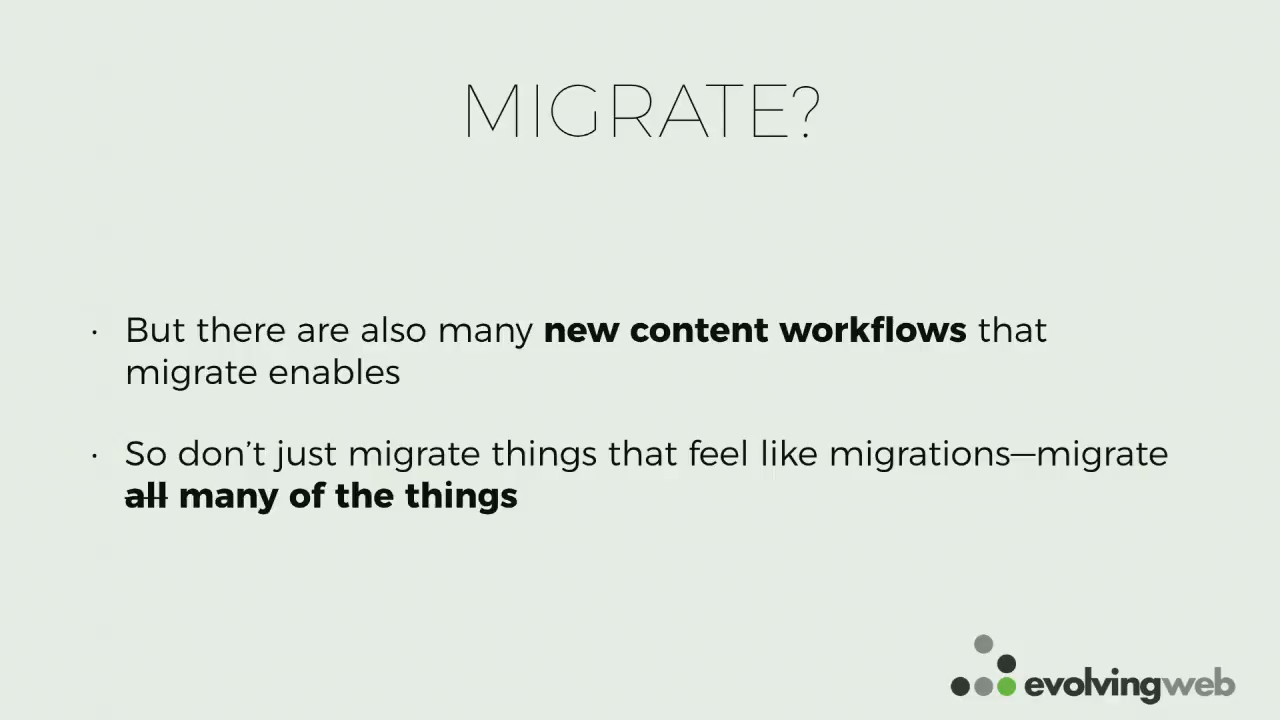 MIGRATE?
· But there are also many new content workflows that
migrate enables
· So don’t just migrate things that feel like migrations—migrate
all many of the things
evolvingweb